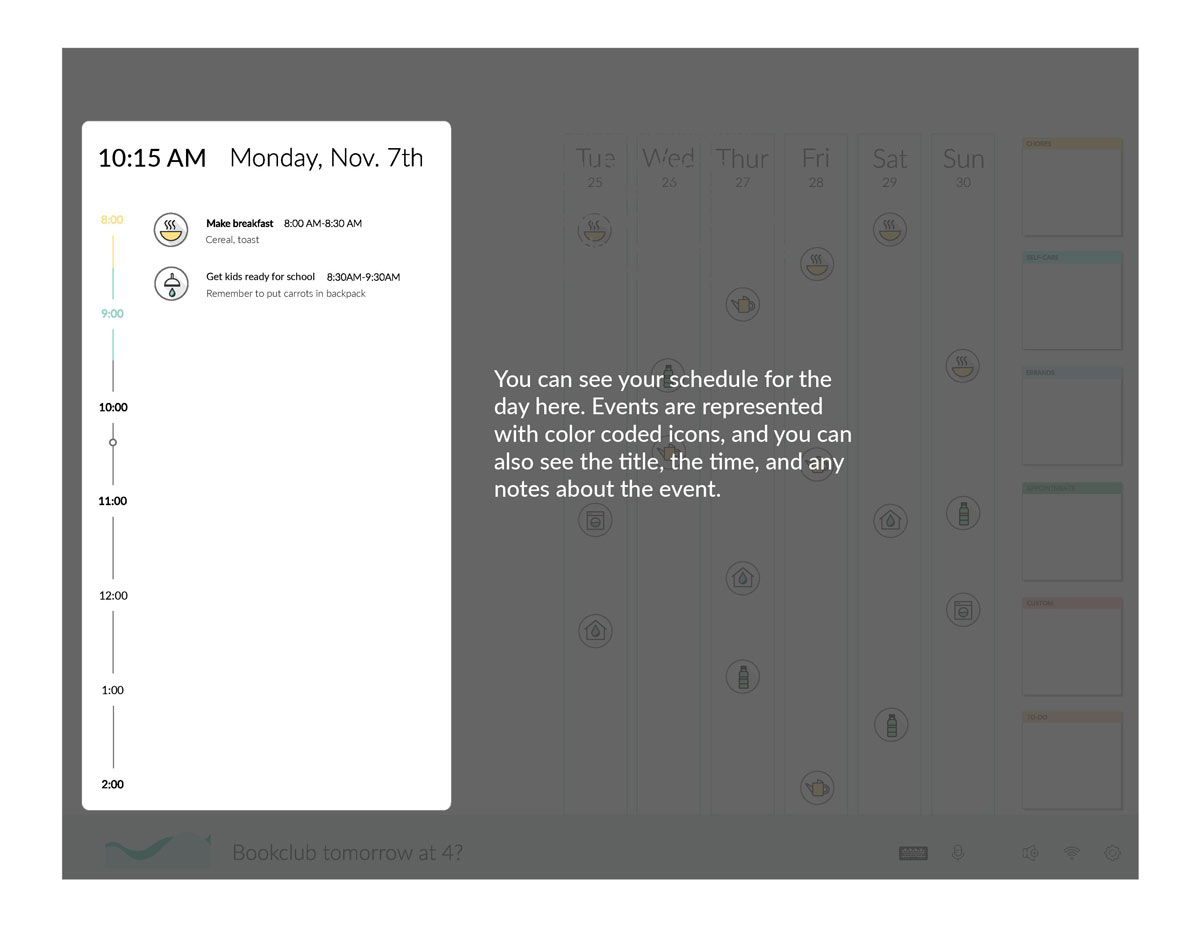 10:15 AM Monday, Nov. 7th
8:00
Make breakfast 8:00 AM-8:30 AM
Cereal, toast
Get kids ready for school 8:30AM-9:30AM
Remember to put carrots in backpack
9:00
10:00
11:00
12:00
1:00
2:00
You can see your schedule for the
day here. Events are represented
with color coded icons, and you can
also see the title, the time, and any
notes about the event.
Tue Wed Thur Fri Sat Sun
25 26 27 28 29 30
CHORES
SELF-CARE
ERRANDS
APPOINTMENTS
CUSTOM
TO-DO
Bookclub tomorrow at 4?